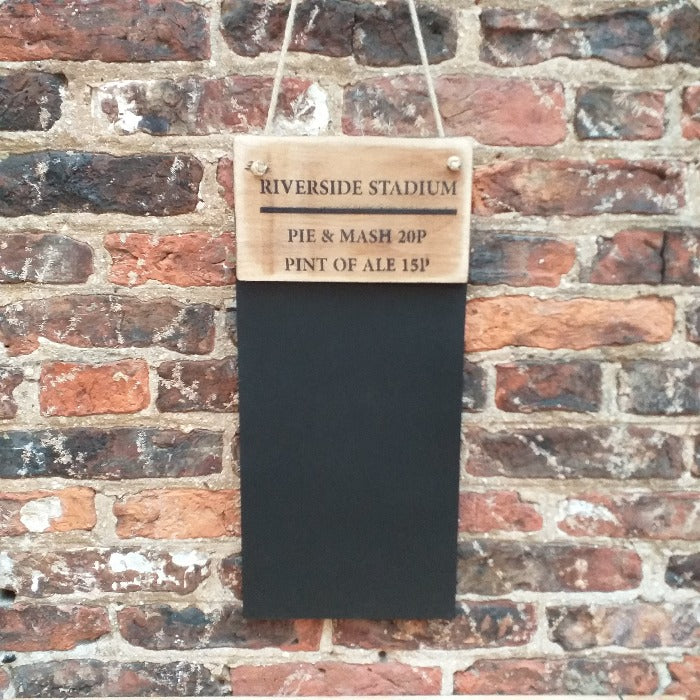 RIVERSIDE STADIUM
PIE & MASH 20P
PINT OF ALE 15P